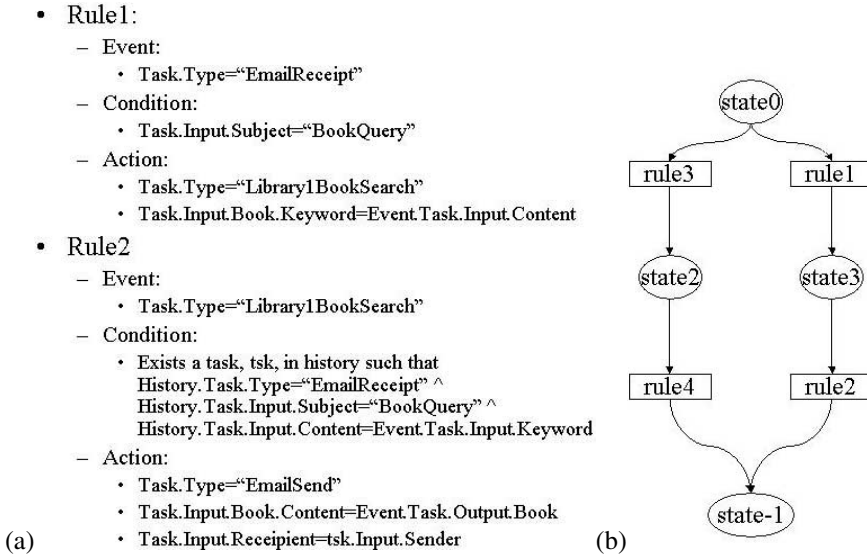 • Rule1:
– Event:
• Task.Type=“EmailReceipt”
– Condition:
• Task.Input.Subject=“BookQuery”
– Action:
• Task.Type=“Library1BookSearch”
• Task.Input.Book.Keyword=Event.Task.Input.Content
• Rule2
– Event:
• Task.Type=“Library1BookSearch”
– Condition:
• Exists a task, tsk, in history such that
History.Task.Type=“EmailReceipt” ^
History.Task.Input.Subject=“BookQuery” ^
History.Task.Input.Content=Event.Task.Input.Keyword
– Action:
• Task.Type=“EmailSend”
• Task.Input.Book.Content=Event.Task.Output.Book
• Task.Input.Receipient=tsk.Input.Sender
(a)
state0
rule3
rule1
state2
state3
rule4
rule2
state-1
(b)